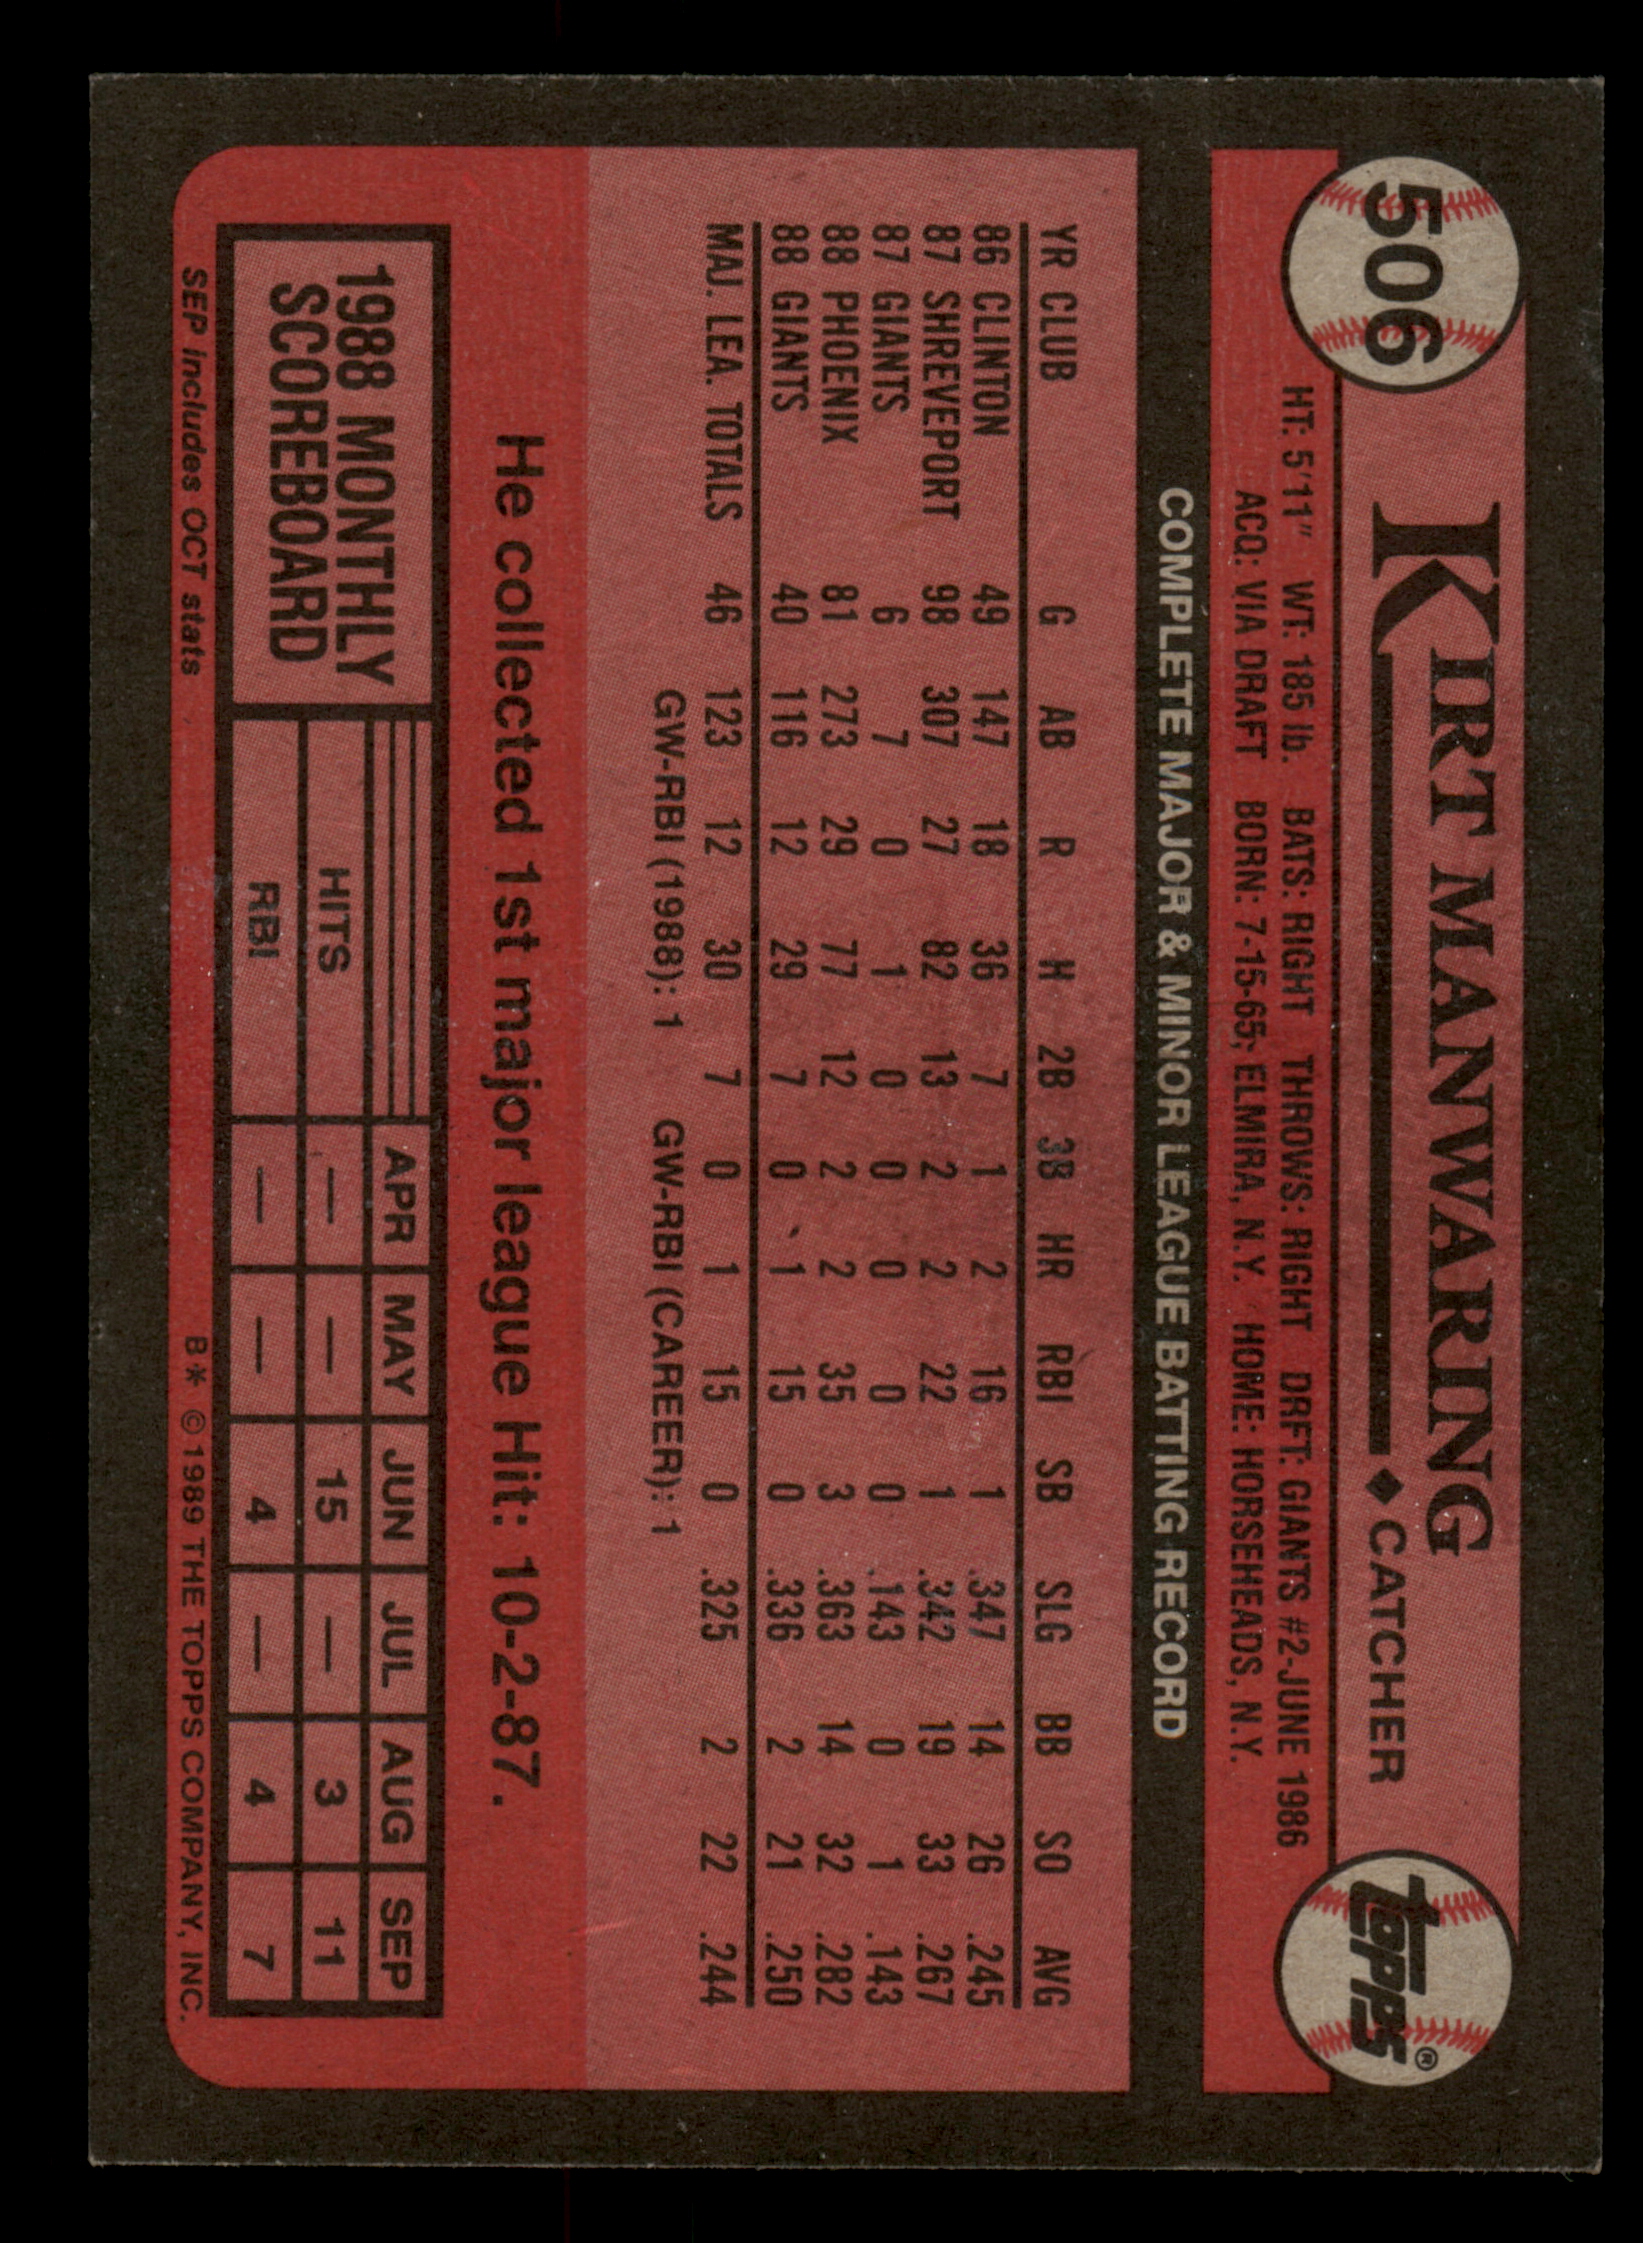 506
KIRT MANWARING
◆CATCHER
TOPPS®
HT: 5'11" WT: 185 lb. BATS: RIGHT THROWS: RIGHT DRFT: GIANTS #2-JUNE 1986
ACQ: VIA DRAFT BORN: 7-15-65, ELMIRA, N.Y. HOME: HORSEHEADS, N.Y.
COMPLETE MAJOR & MINOR LEAGUE BATTING RECORD
YR CLUB G AB R H 2B 3B HR RBI SB SLG BB SO AVG
86 CLINTON 49 147 18 36 7 1 2 16 1 .347 14 26 .245
87 SHREVEPORT 98 307 27 82 13 2 2 22 1 .342 19 33 .267
87 GIANTS 6 7 0 1 0 0 0 0 0 .143 0 1 .143
88 PHOENIX 81 273 29 77 12 2 2 35 3 .363 14 32 .282
88 GIANTS 40 116 12 29 7 0 1 15 0 .336 2 21 .250
MAJ. LEA. TOTALS 46 123 12 30 7 0 1 15 0 .325 2 22 .244
GW-RBI (1988): 1 GW-RBI (CAREER): 1
He collected 1st major league Hit: 10-2-87.
1988 MONTHLY
SCOREBOARD
APR MAY JUN JUL AUG SEP
HITS — — 15 — 3 11
RBI — — 4 — 4 7
SEP includes OCT stats
B* © 1989 THE TOPPS COMPANY, INC.